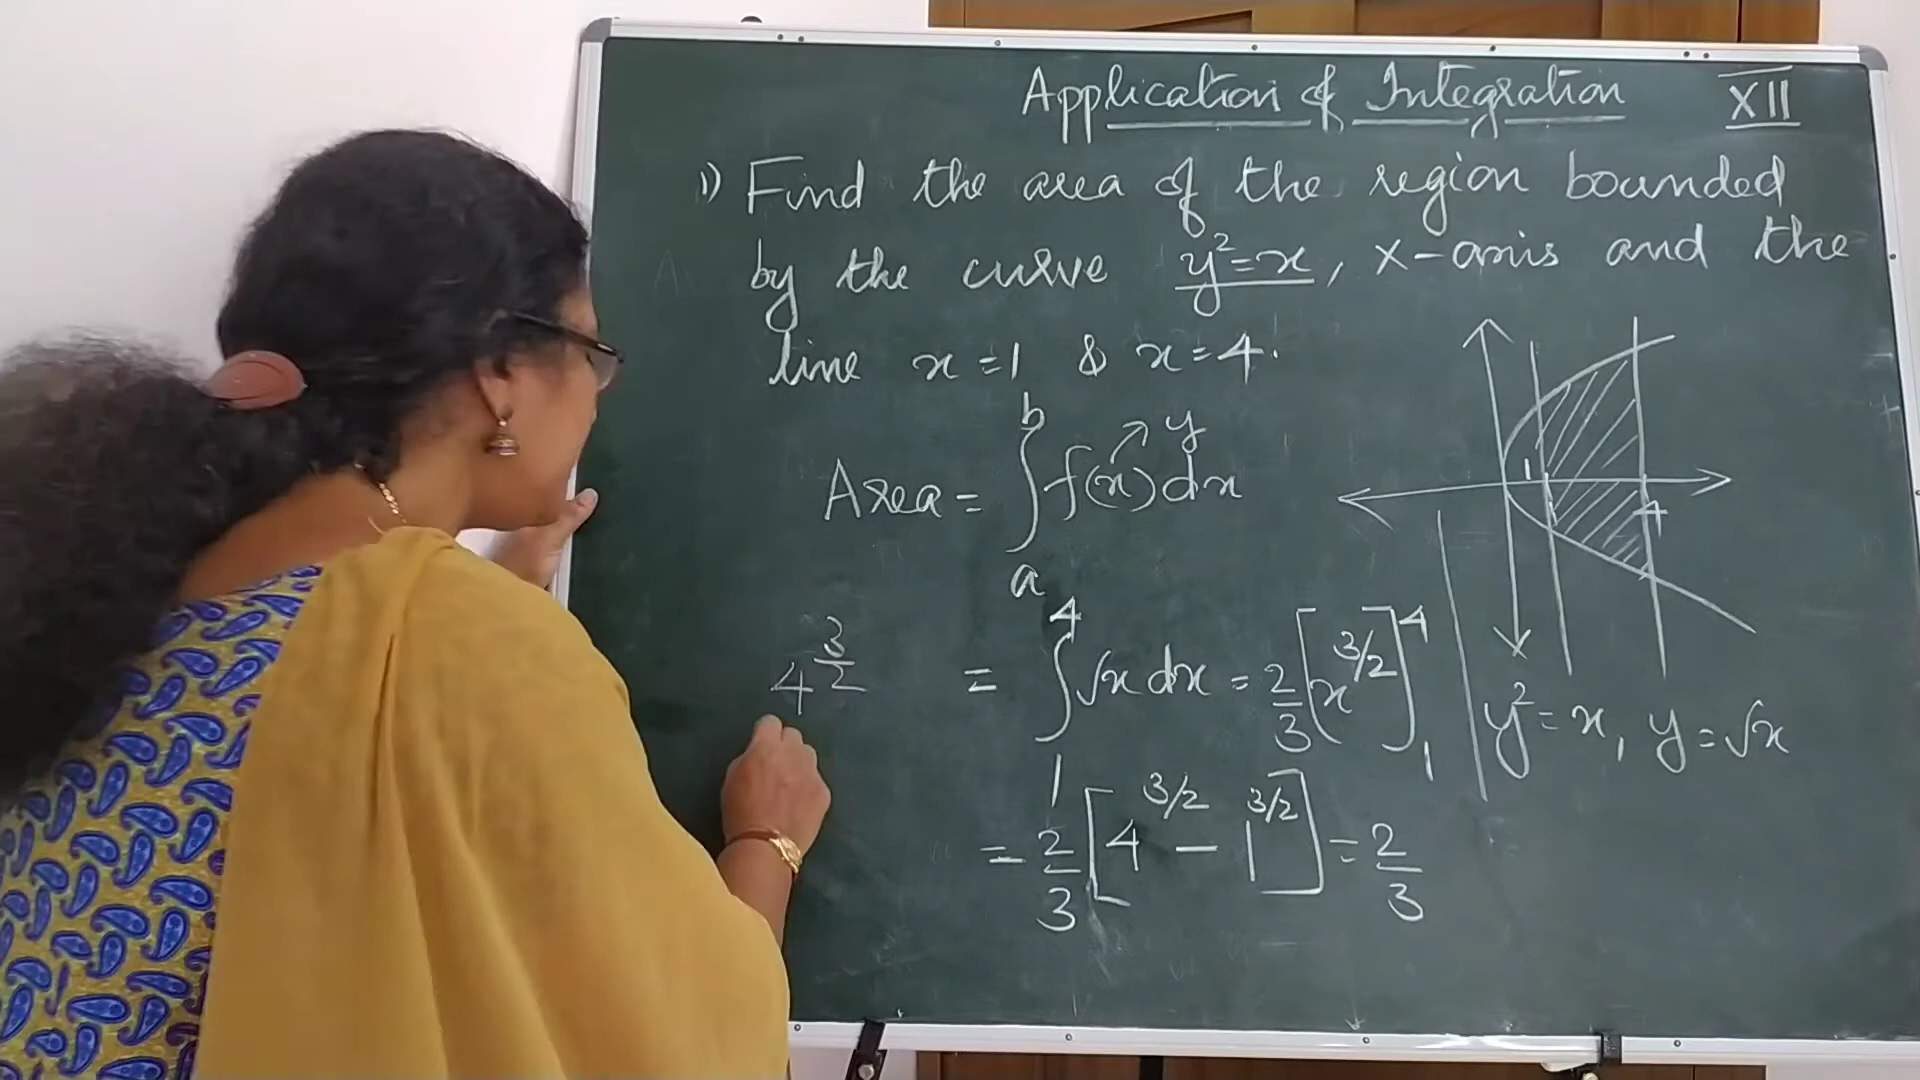 Application of Integration XII
1) Find the area of the region bounded
by the curve y²=x, X-axis and the
line x=1 & x=4.
Area = ∫ₐᵇ f(x)dx → y
1 4
4^(3/2) = ∫₁⁴ √x dx = 2/3 [x^(3/2)]₁⁴
y²=x, y=√x
= 2/3 [4^(3/2) − 1^(3/2)] = 2/3